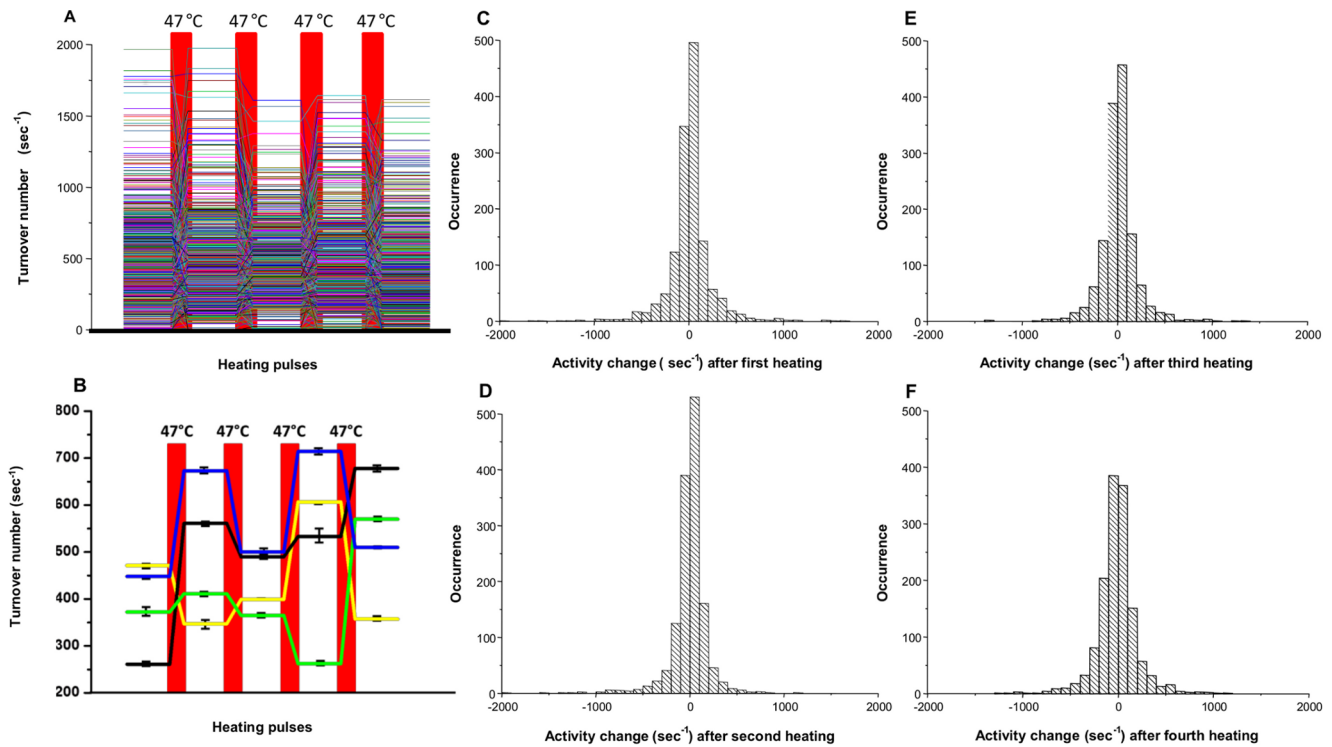 A
47 °C 47 °C 47 °C 47 °C
Turnover number (sec-1)
2000
1500
1000
500
0
Heating pulses
B
47°C 47°C 47°C 47°C
Turnover number (sec-1)
800
700
600
500
400
300
200
Heating pulses
C
Occurrence
500
400
300
200
100
0
-2000 -1000 0 1000 2000
Activity change ( sec-1) after first heating
D
Occurrence
500
400
300
200
100
0
-2000 -1000 0 1000 2000
Activity change (sec-1) after second heating
E
Occurrence
500
400
300
200
100
0
-2000 -1000 0 1000 2000
Activity change (sec-1) after third heating
F
Occurrence
500
400
300
200
100
0
-2000 -1000 0 1000 2000
Activity change (sec-1) after fourth heating